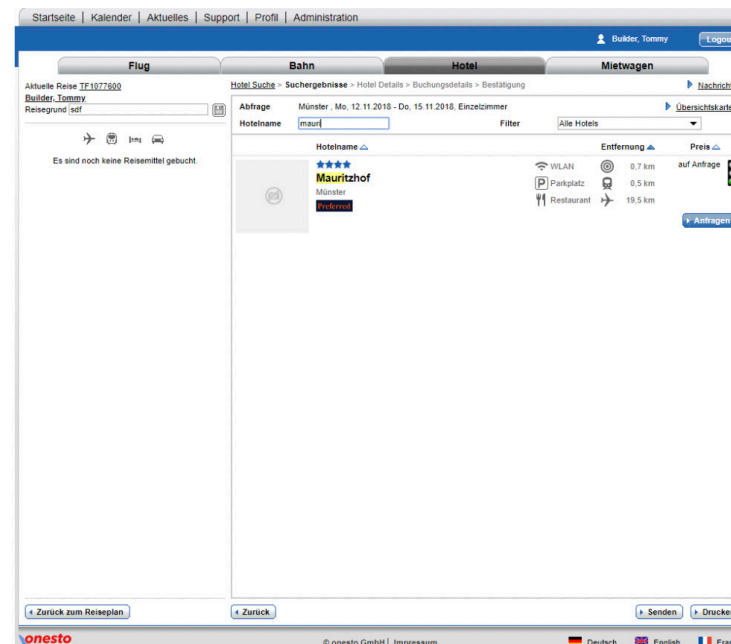 Startseite | Kalender | Aktuelles | Support | Profil | Administration
Builder, Tommy
Logou
Flug
Bahn
Hotel
Mietwagen
Aktuelle Reise TF1077600
Builder, Tommy
Reisegrund sdf
Es sind noch keine Reisemittel gebucht.
Hotel Suche > Suchergebnisse > Hotel Details > Buchungsdetails > Bestätigung
Nachricht
Abfrage Münster , Mo, 12.11.2018 - Do, 15.11.2018, Einzelzimmer
Übersichtskarte
Hotelname mauri Filter Alle Hotels
Hotelname Entfernung Preis
Mauritzhof
Münster
Preferred
WLAN 0,7 km auf Anfrage
P Parkplatz 0,5 km
Restaurant 19,5 km
Anfragen
Zurück zum Reiseplan
Zurück
Senden
Drucke
onesto
© onesto GmbH | Impressum
Deutsch English Fran